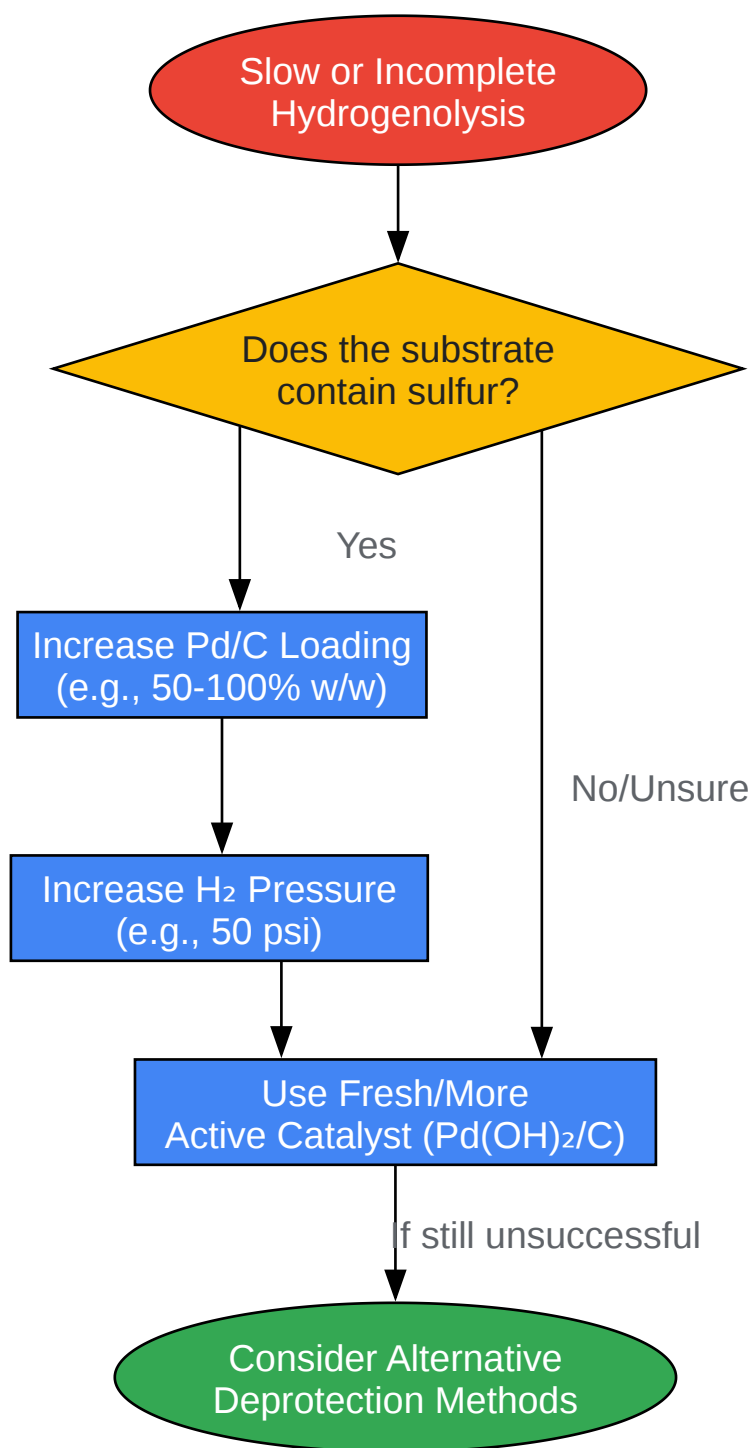 Slow or Incomplete
Hydrogenolysis
Does the substrate
contain sulfur?
Yes
Increase Pd/C Loading
(e.g., 50-100% w/w)
No/Unsure
Increase H₂ Pressure
(e.g., 50 psi)
Use Fresh/More
Active Catalyst (Pd(OH)₂/C)
If still unsuccessful
Consider Alternative
Deprotection Methods